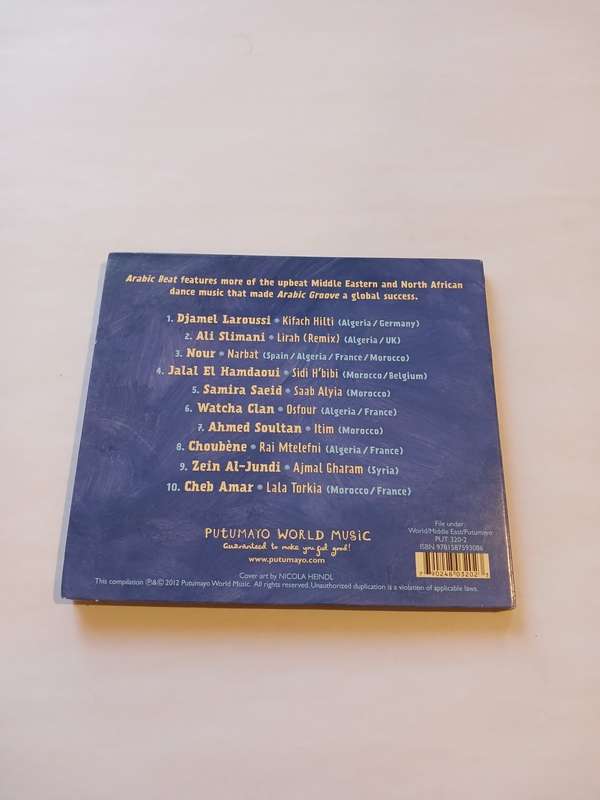 Arabic Beat features more of the upbeat Middle Eastern and North African
dance music that made Arabic Groove a global success.
1. Djamel Laroussi • Kifach Hilti (Algeria/Germany)
2. Ali Slimani • Lirah (Remix) (Algeria/UK)
3. Nour • Narbat (Spain/Algeria/France/Morocco)
4. Jalal El Hamdaoui • Sidi H'bibi (Morocco/Belgium)
5. Samira Saeid • Saab Alyia (Morocco)
6. Watcha Clan • Osfour (Algeria/France)
7. Ahmed Soultan • Itim (Morocco)
8. Choubène • Rai Mtelefni (Algeria/France)
9. Zein Al-Jundi • Ajmal Gharam (Syria)
10. Cheb Amar • Lala Torkia (Morocco/France)
PUTUMAYO WORLD MUSIC
Guaranteed to make you feel good!
www.putumayo.com
File under
World/Middle East/Putumayo
PUT 320-2
ISBN 9781587593086
Cover art by NICOLA HEINDL
This compilation ℗&© 2012 Putumayo World Music. All rights reserved. Unauthorized duplication is a violation of applicable laws.